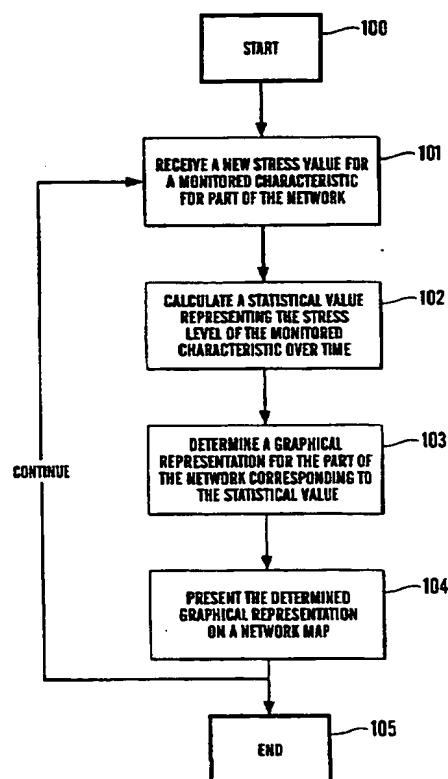 START
100
RECEIVE A NEW STRESS VALUE FOR
A MONITORED CHARACTERISTIC
FOR PART OF THE NETWORK
101
CALCULATE A STATISTICAL VALUE
REPRESENTING THE STRESS
LEVEL OF THE MONITORED
CHARACTERISTIC OVER TIME
102
DETERMINE A GRAPHICAL
REPRESENTATION FOR THE PART OF
THE NETWORK CORRESPONDING TO
THE STATISTICAL VALUE
103
CONTINUE
PRESENT THE DETERMINED
GRAPHICAL REPRESENTATION
ON A NETWORK MAP
104
END
105